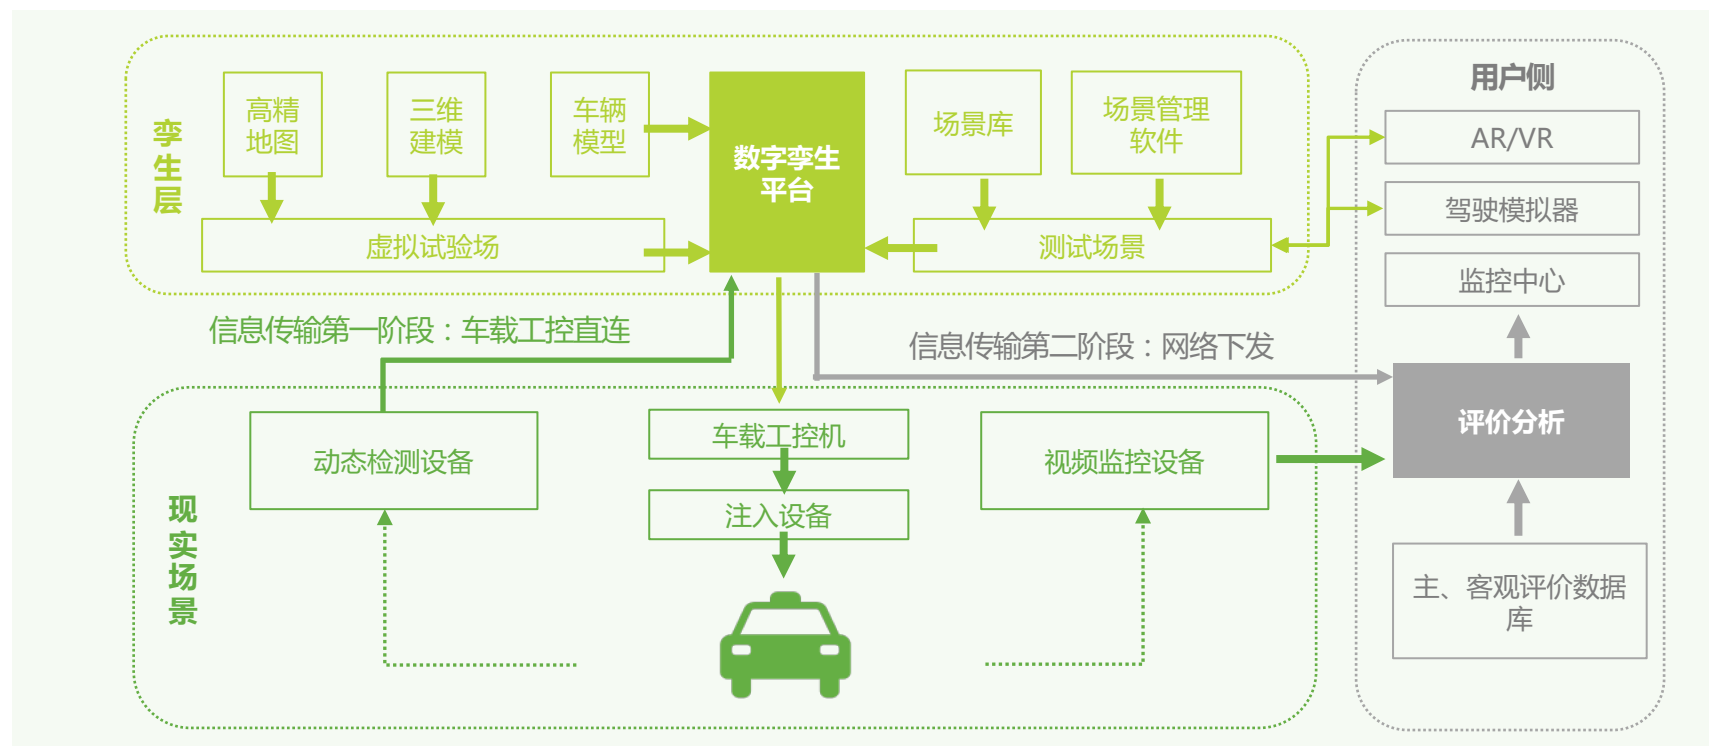 孪
生
层
高精
地图
三维
建模
车辆
模型
数字孪生
平台
场景库
场景管理
软件
虚拟试验场
测试场景
用户侧
AR/VR
驾驶模拟器
监控中心
信息传输第一阶段：车载工控直连
信息传输第二阶段：网络下发
评价分析
主、客观评价数据
库
现
实
场
景
动态检测设备
车载工控机
注入设备
视频监控设备